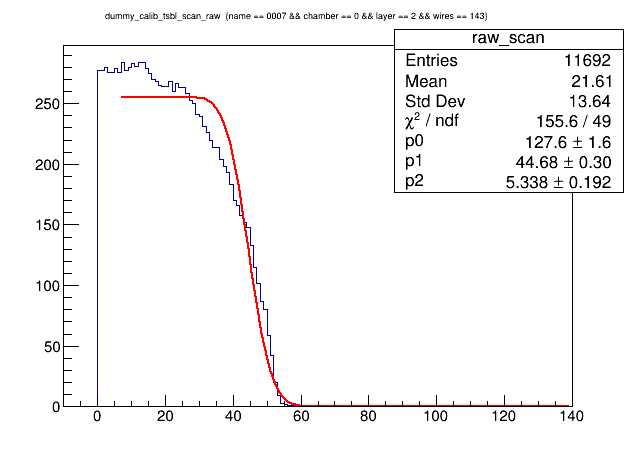 dummy_calib_tsbl_scan_raw (name == 0007 && chamber == 0 && layer == 2 && wires == 143)
raw_scan
Entries 11692
Mean 21.61
Std Dev 13.64
χ² / ndf 155.6 / 49
p0 127.6 ± 1.6
p1 44.68 ± 0.30
p2 5.338 ± 0.192
250
200
150
100
50
0
0 20 40 60 80 100 120 140